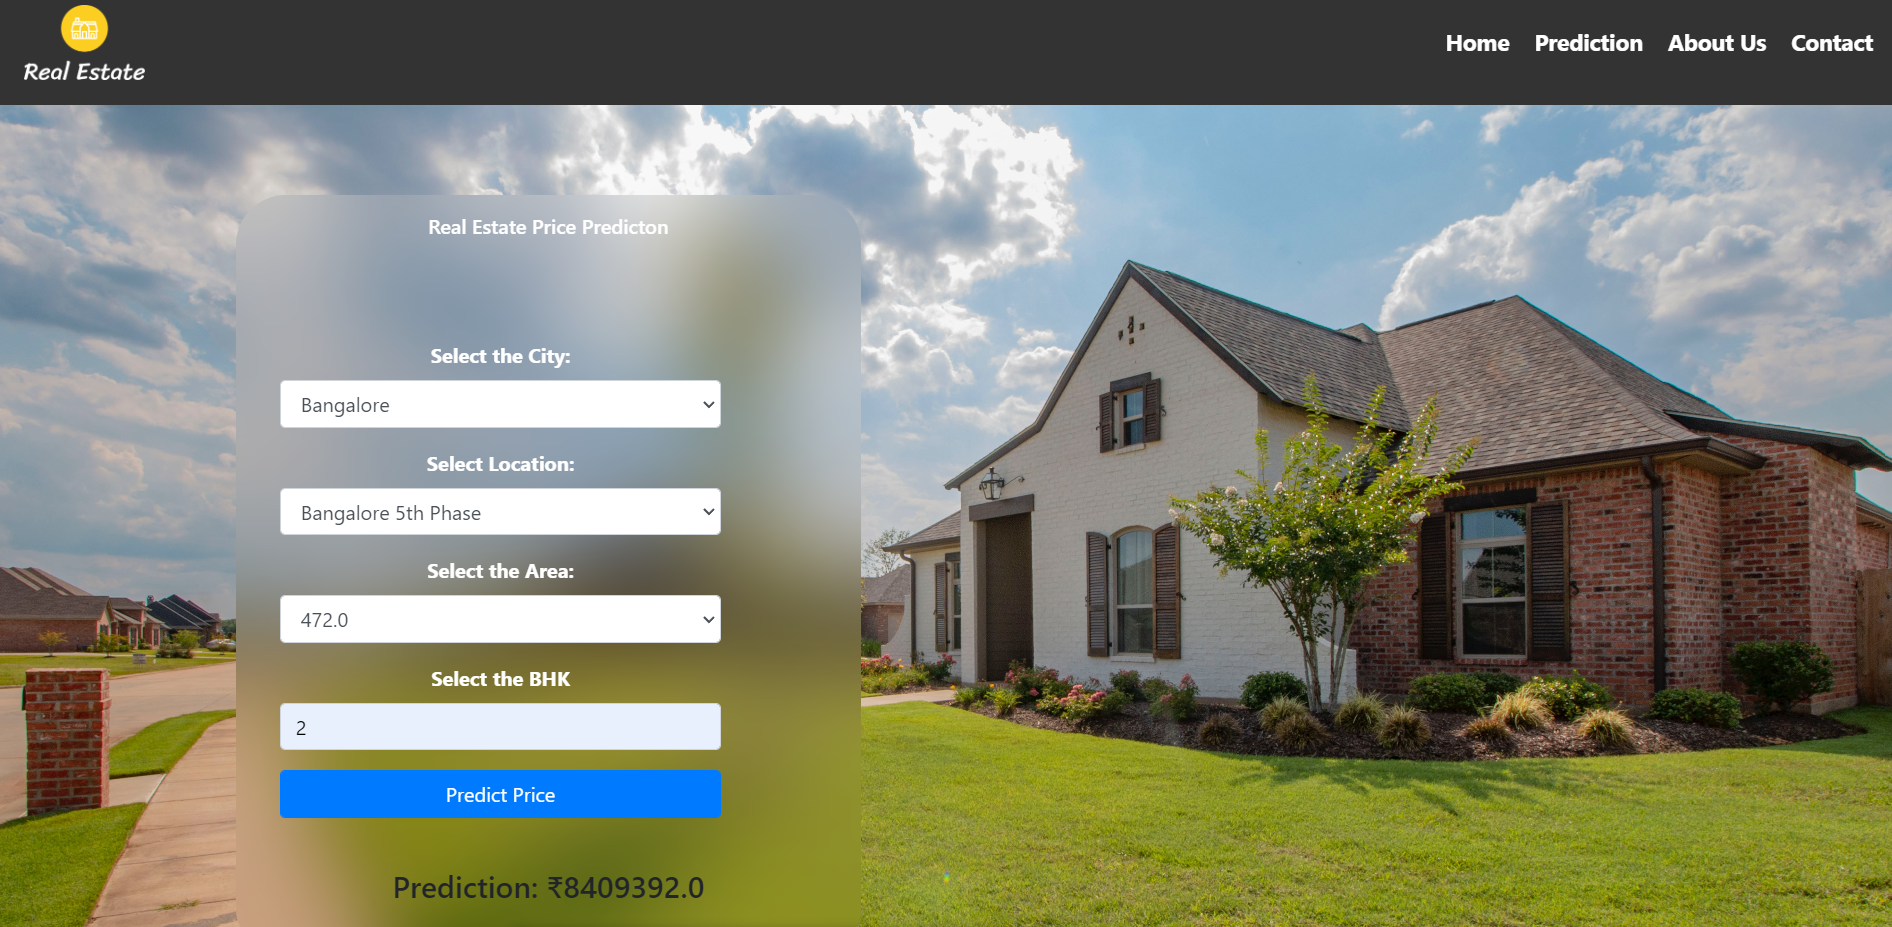 Real Estate
Home Prediction About Us Contact
Real Estate Price Predicton
Select the City:
Bangalore
Select Location:
Bangalore 5th Phase
Select the Area:
472.0
Select the BHK
2
Predict Price
Prediction: ₹8409392.0